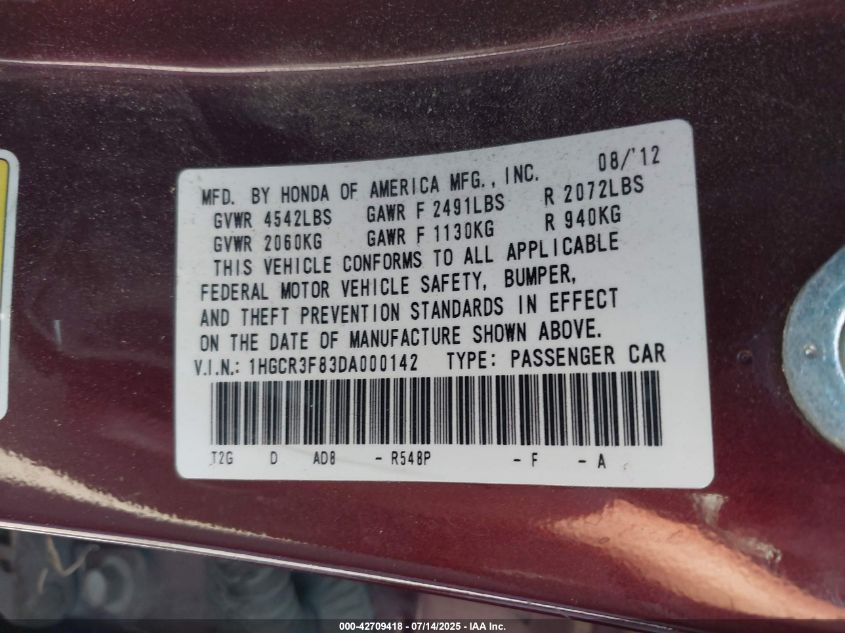 MFD. BY HONDA OF AMERICA MFG., INC. 08/'12
GVWR 4542LBS GAWR F 2491LBS R 2072LBS
GVWR 2060KG GAWR F 1130KG R 940KG
THIS VEHICLE CONFORMS TO ALL APPLICABLE
FEDERAL MOTOR VEHICLE SAFETY, BUMPER,
AND THEFT PREVENTION STANDARDS IN EFFECT
ON THE DATE OF MANUFACTURE SHOWN ABOVE.
V.I.N.: 1HGCR3F83DA000142 TYPE: PASSENGER CAR
T2G D AD8 - R548P - F - A
000-42709418 - 07/14/2025 - IAA Inc.